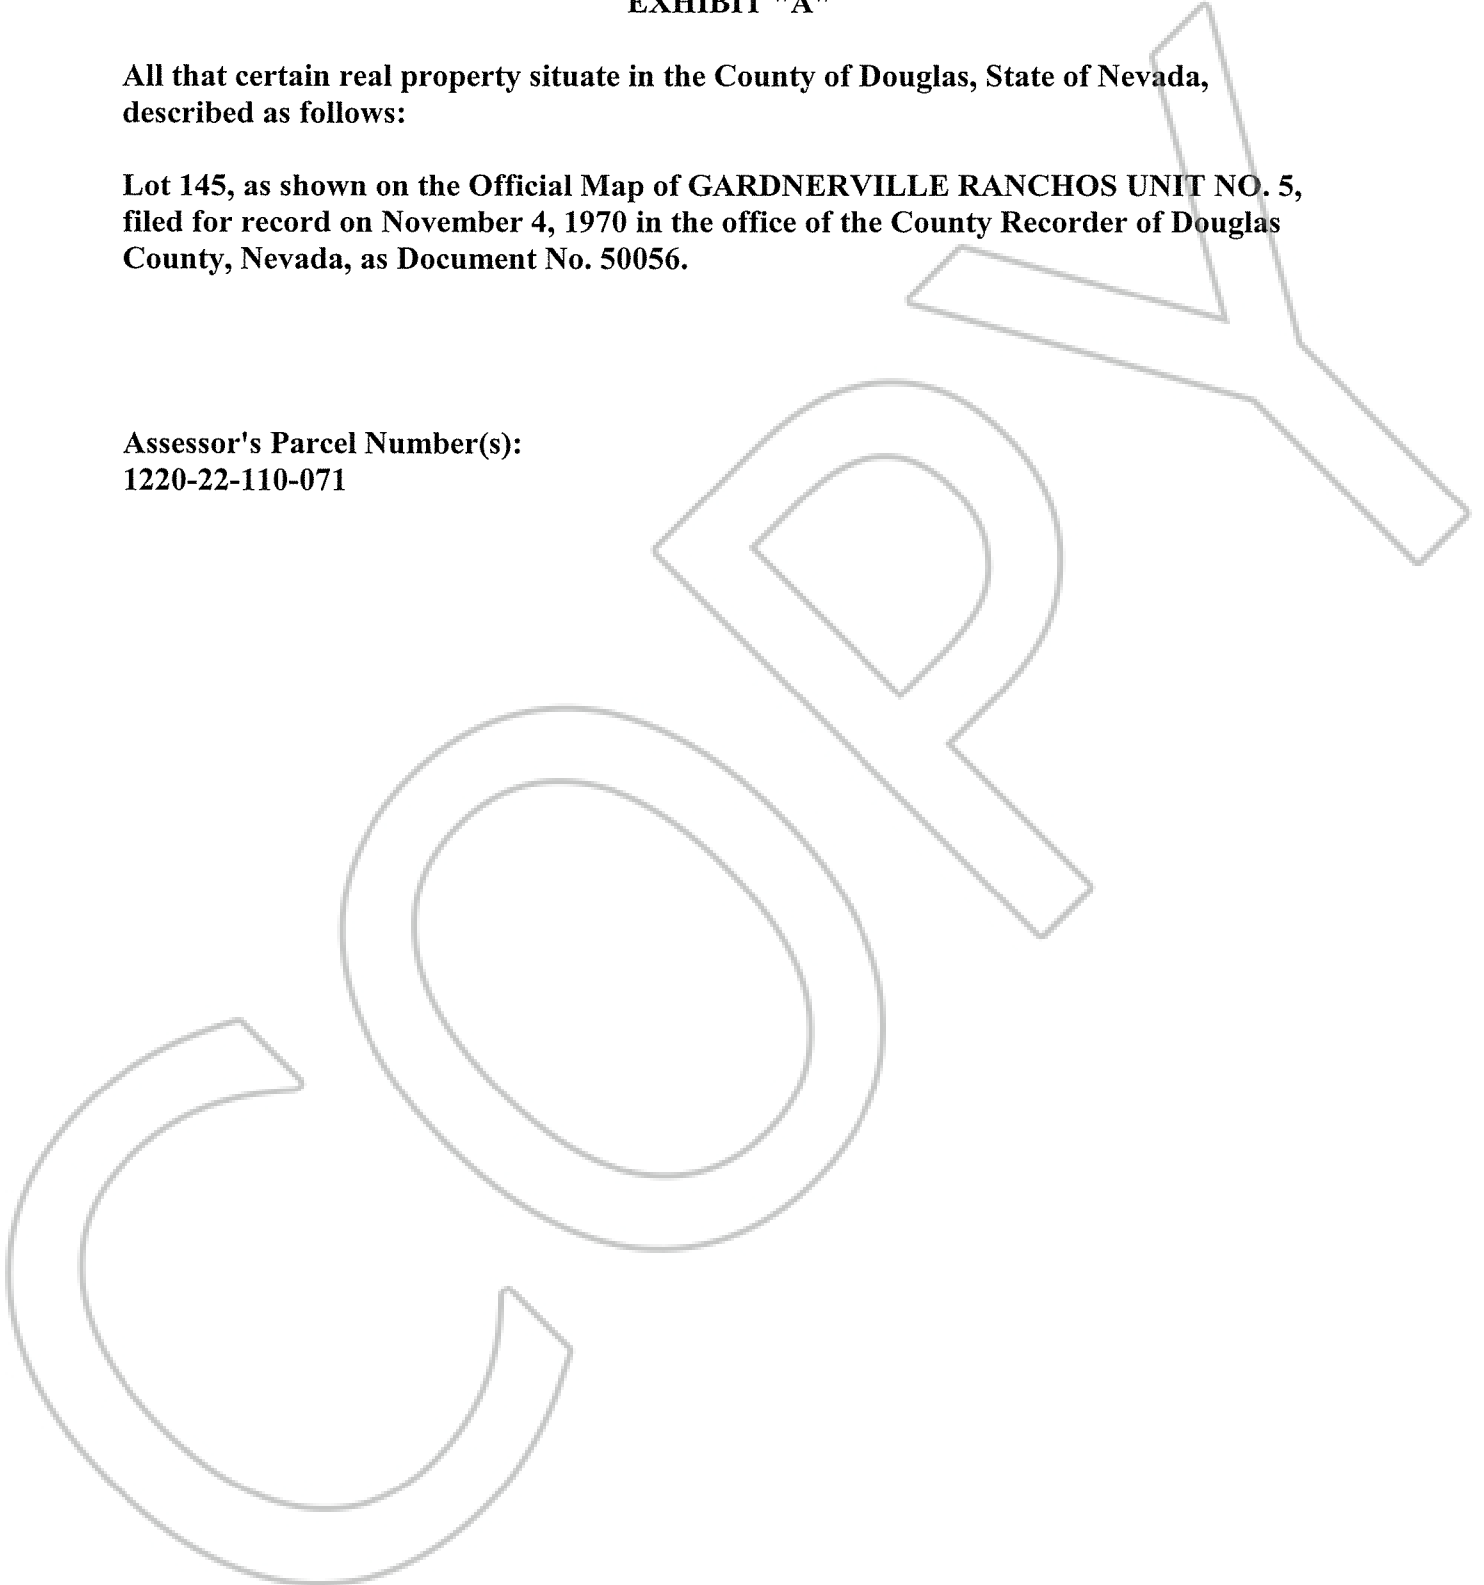 EXHIBIT "A"
All that certain real property situate in the County of Douglas, State of Nevada,
described as follows:
Lot 145, as shown on the Official Map of GARDNERVILLE RANCHOS UNIT NO. 5,
filed for record on November 4, 1970 in the office of the County Recorder of Douglas
County, Nevada, as Document No. 50056.
Assessor's Parcel Number(s):
1220-22-110-071
COPY